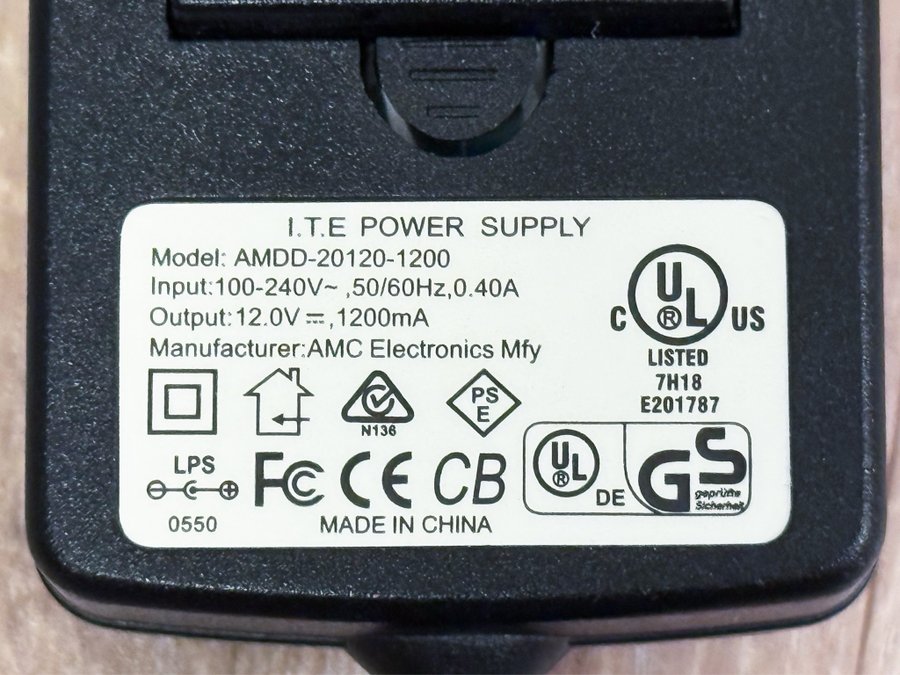 I.T.E POWER SUPPLY
Model: AMDD-20120-1200
Input:100-240V~ ,50/60Hz,0.40A
Output:12.0V ⎓,1200mA
Manufacturer:AMC Electronics Mfy
C UL ® US
LISTED
7H18
E201787
N136
PS
E
LPS
0550
FC CE CB
MADE IN CHINA
UL ® DE
GS
geprüfte
Sicherheit